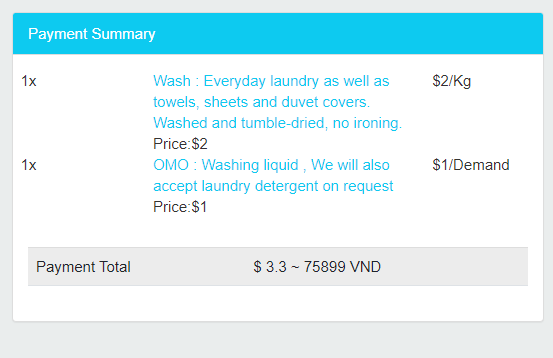 Payment Summary
1x
Wash : Everyday laundry as well as
towels, sheets and duvet covers.
Washed and tumble-dried, no ironing.
Price:$2
$2/Kg
1x
OMO : Washing liquid , We will also
accept laundry detergent on request
Price:$1
$1/Demand
Payment Total
$ 3.3 ~ 75899 VND